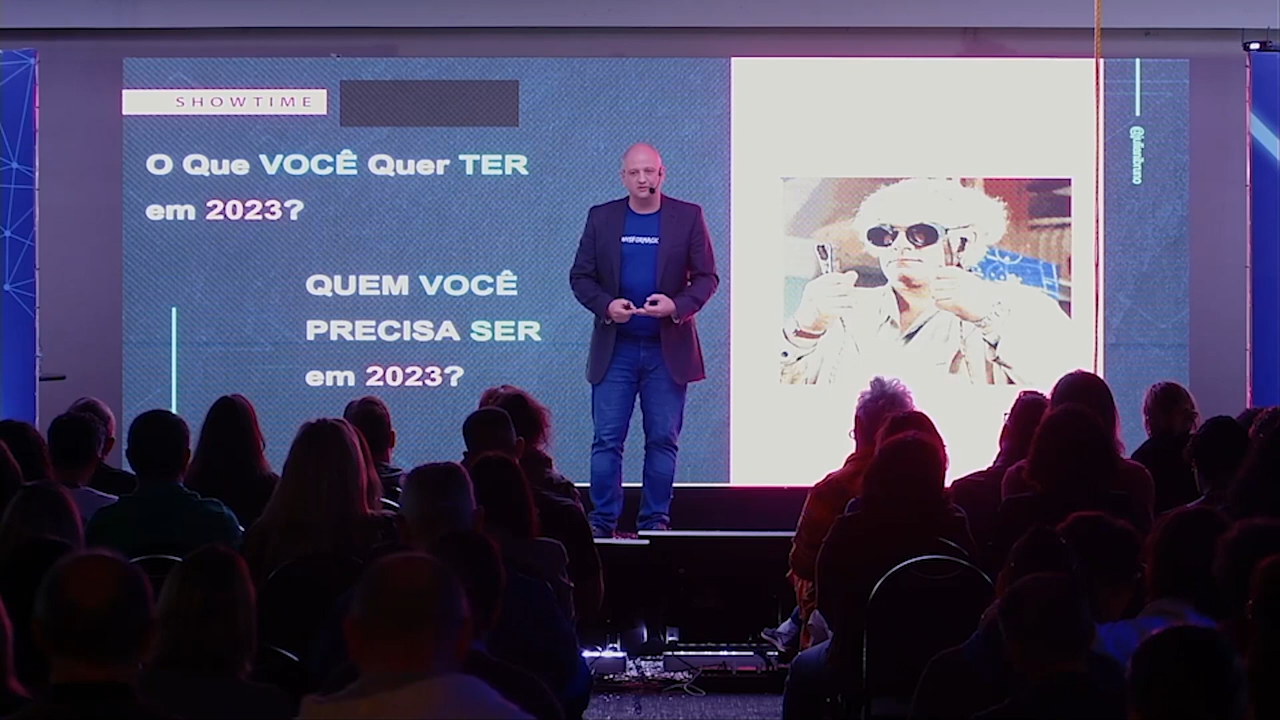 SHOWTIME
O Que VOCÊ Quer TER
em 2023?
QUEM VOCÊ
PRECISA SER
em 2023?